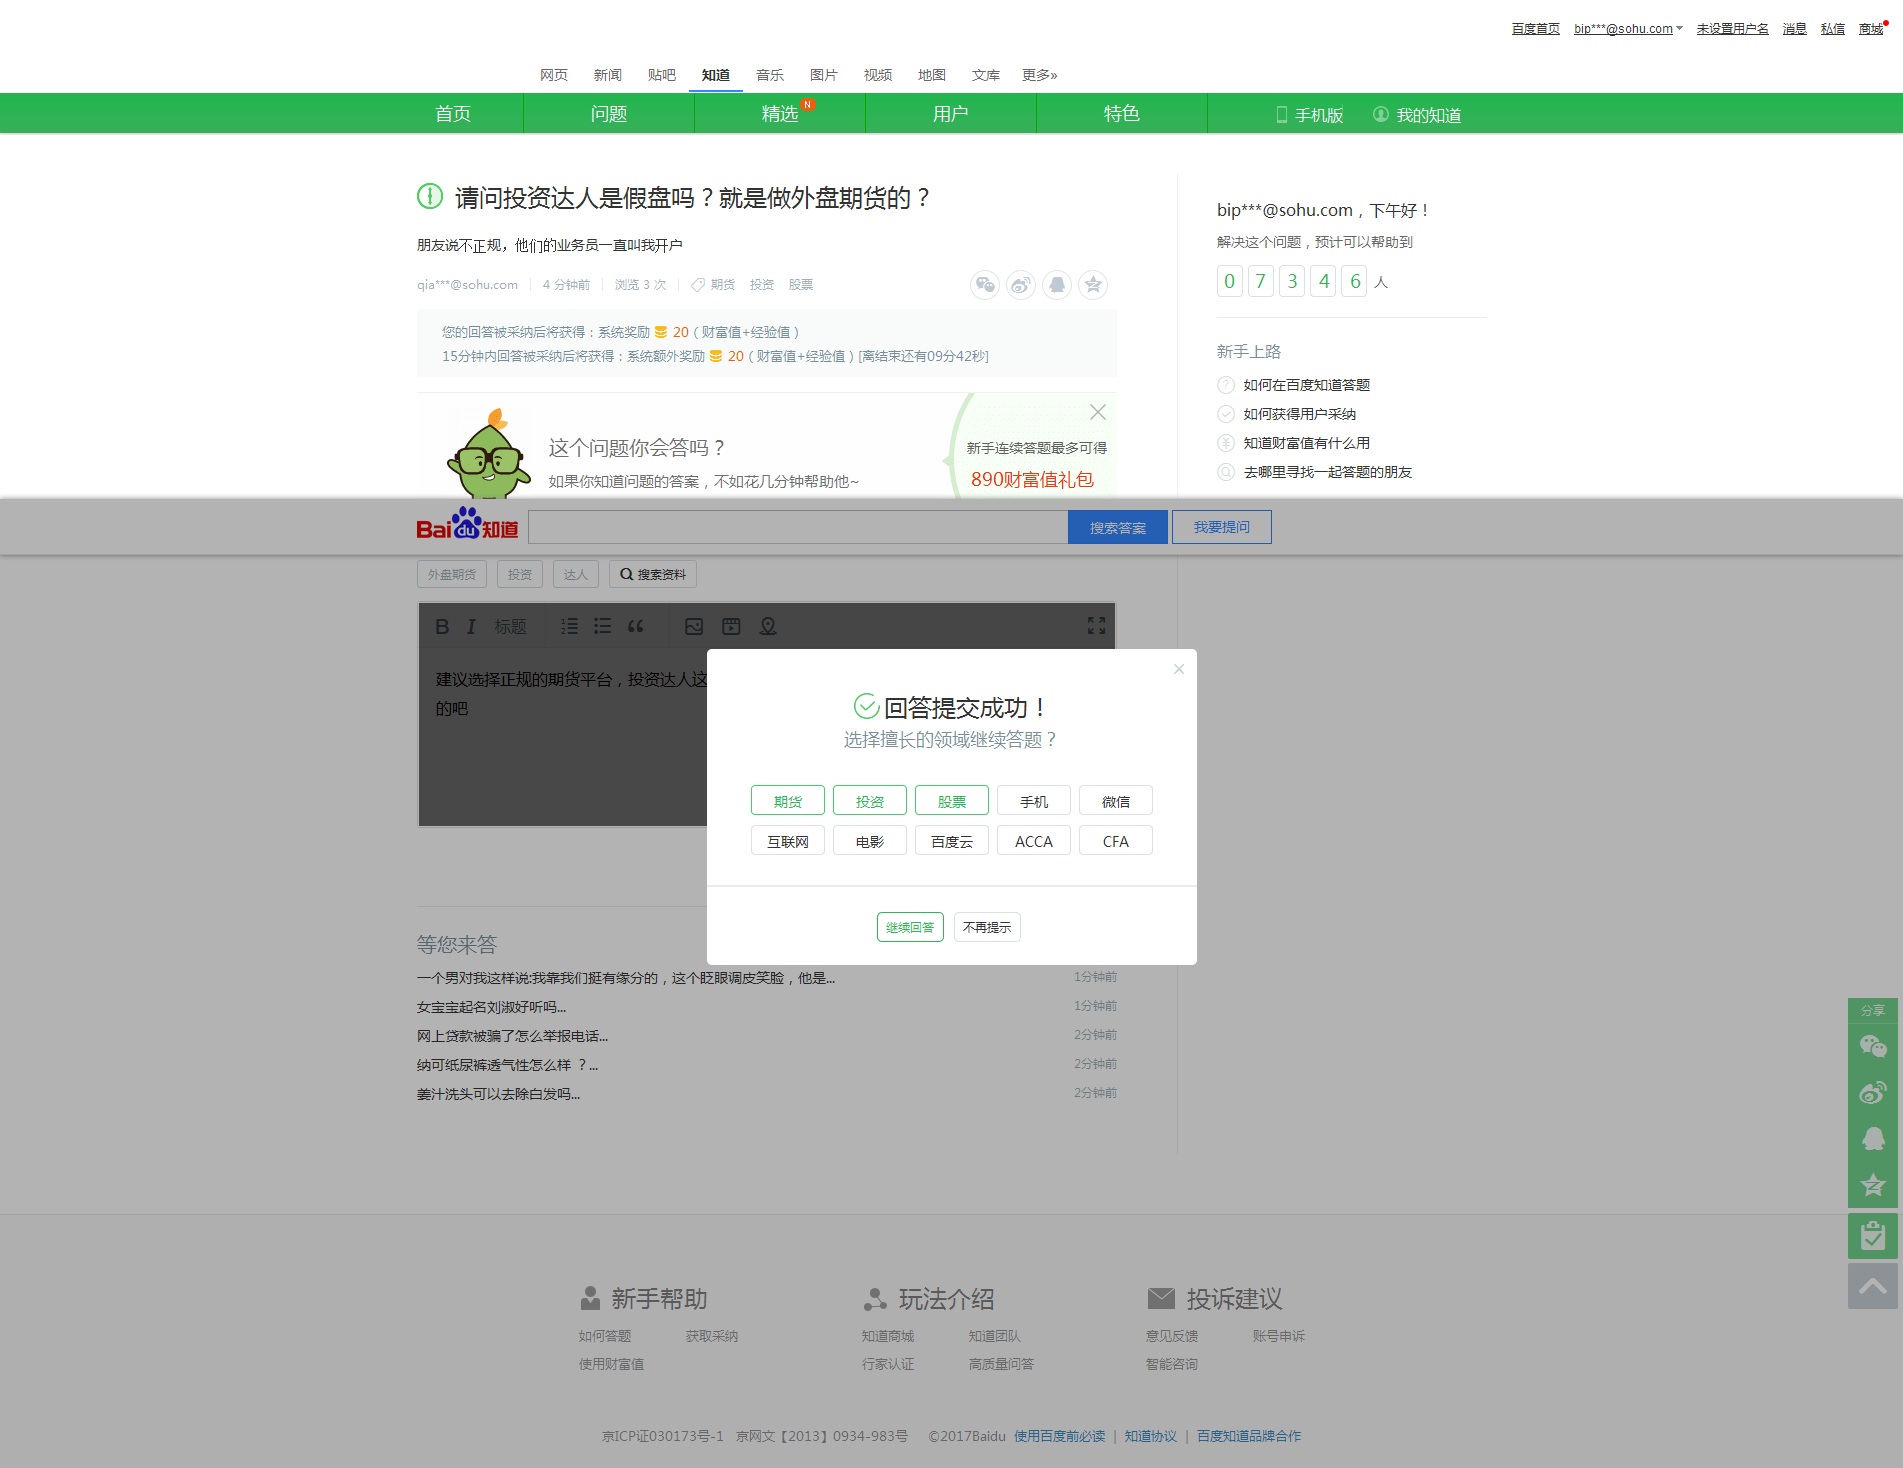 百度首页 bip***@sohu.com 未设置用户名 消息 私信 商城
网页 新闻 贴吧 知道 音乐 图片 视频 地图 文库 更多»
首页 问题 精选 N 用户 特色 手机版 我的知道
请问投资达人是假盘吗？就是做外盘期货的？
朋友说不正规，他们的业务员一直叫我开户
qia***@sohu.com 4 分钟前 浏览 3 次 期货 投资 股票
您的回答被采纳后将获得：系统奖励 20（财富值+经验值）
15分钟内回答被采纳后将获得：系统额外奖励 20（财富值+经验值）[离结束还有09分42秒]
这个问题你会答吗？
如果你知道问题的答案，不如花几分钟帮助他~
新手连续答题最多可得
890财富值礼包
bip***@sohu.com，下午好！
解决这个问题，预计可以帮助到
0 7 3 4 6 人
新手上路
如何在百度知道答题
如何获得用户采纳
知道财富值有什么用
去哪里寻找一起答题的朋友
Baidu知道 搜索答案 我要提问
外盘期货 投资 达人 搜索资料
B I 标题
建议选择正规的期货平台，投资达人这
的吧
回答提交成功！
选择擅长的领域继续答题？
期货 投资 股票 手机 微信
互联网 电影 百度云 ACCA CFA
继续回答 不再提示
等您来答
一个男对我这样说:我靠我们挺有缘分的，这个眨眼调皮笑脸，他是... 1分钟前
女宝宝起名刘淑好听吗... 1分钟前
网上贷款被骗了怎么举报电话... 2分钟前
纳可纸尿裤透气性怎么样 ？... 2分钟前
姜汁洗头可以去除白发吗... 2分钟前
分享
新手帮助 玩法介绍 投诉建议
如何答题 获取采纳 知道商城 知道团队 意见反馈 账号申诉
使用财富值 行家认证 高质量问答 智能咨询
京ICP证030173号-1 京网文【2013】0934-983号 ©2017Baidu 使用百度前必读 | 知道协议 | 百度知道品牌合作